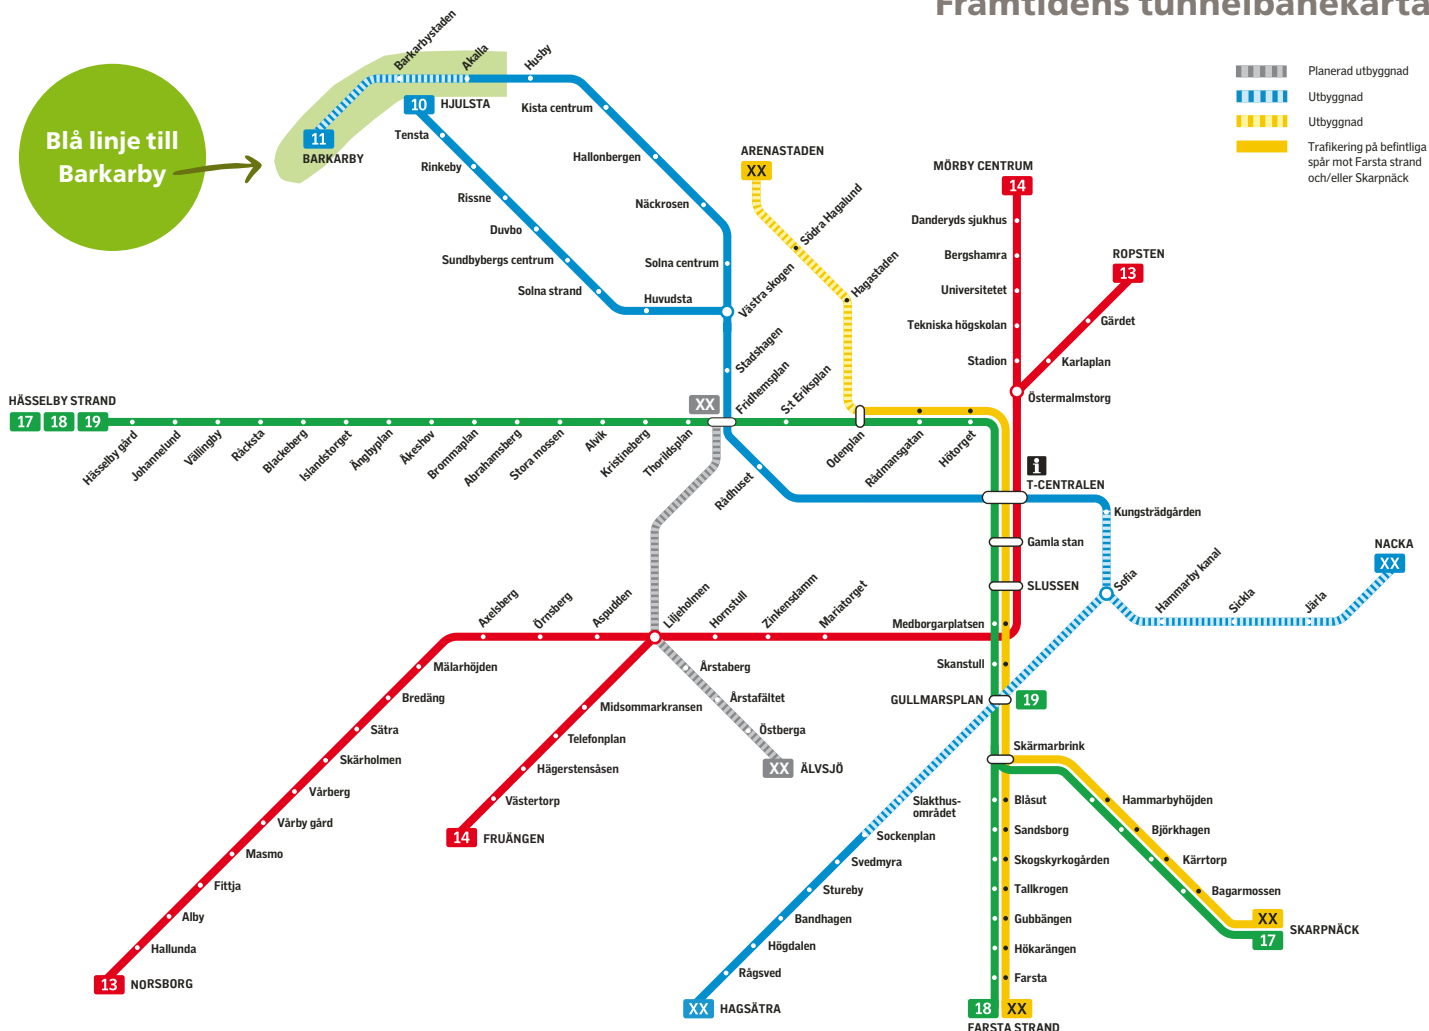 Framtidens tunnelbanekarta
Planerad utbyggnad
Utbyggnad
Utbyggnad
Trafikering på befintliga
spår mot Farsta strand
och/eller Skarpnäck
Blå linje till
Barkarby
11
BARKARBY
Barkarbystaden
Akalla
Husby
Kista centrum
Hallonbergen
Näckrosen
Solna centrum
10
HJULSTA
Tensta
Rinkeby
Rissne
Duvbo
Sundbybergs centrum
Solna strand
Huvudsta
Västra skogen
Stadshagen
Fridhemsplan
XX
ARENASTADEN
XX
Södra Hagalund
Hagastaden
MÖRBY CENTRUM
14
Danderyds sjukhus
Bergshamra
Universitetet
Tekniska högskolan
Stadion
ROPSTEN
13
Gärdet
Karlaplan
Östermalmstorg
HÄSSELBY STRAND
17
18
19
Hässelby gård
Johannelund
Vällingby
Råcksta
Blackeberg
Islandstorget
Ängbyplan
Åkeshov
Brommaplan
Abrahamsberg
Stora mossen
Alvik
Kristineberg
Thorildsplan
S:t Eriksplan
Odenplan
Rådmansgatan
Hötorget
Rådhuset
i
T-CENTRALEN
Kungsträdgården
Gamla stan
SLUSSEN
Sofia
Hammarby kanal
Sickla
Järla
NACKA
XX
Axelsberg
Örnsberg
Aspudden
Liljeholmen
Hornstull
Zinkensdamm
Mariatorget
Medborgarplatsen
Skanstull
GULLMARSPLAN
19
Skärmarbrink
Mälarhöjden
Bredäng
Sätra
Skärholmen
Vårberg
Vårby gård
Masmo
Fittja
Alby
Hallunda
13
NORSBORG
Midsommarkransen
Telefonplan
Hägerstensåsen
Västertorp
14
FRUÄNGEN
Årstaberg
Årstafältet
Östberga
XX
ÄLVSJÖ
Slakthus-
området
Sockenplan
Svedmyra
Stureby
Bandhagen
Högdalen
Rågsved
XX
HAGSÄTRA
Blåsut
Sandsborg
Skogskyrkogården
Tallkrogen
Gubbängen
Hökarängen
Farsta
18
XX
FARSTA STRAND
Hammarbyhöjden
Björkhagen
Kärrtorp
Bagarmossen
XX
17
SKARPNÄCK